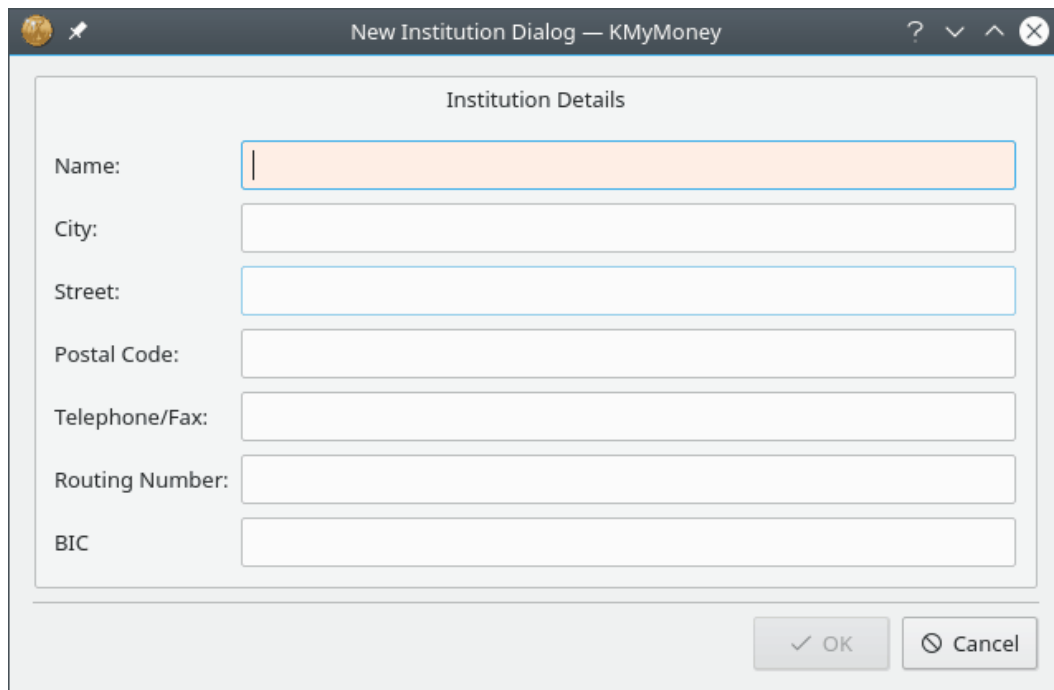 New Institution Dialog — KMyMoney
Institution Details
Name:
City:
Street:
Postal Code:
Telephone/Fax:
Routing Number:
BIC
OK
Cancel